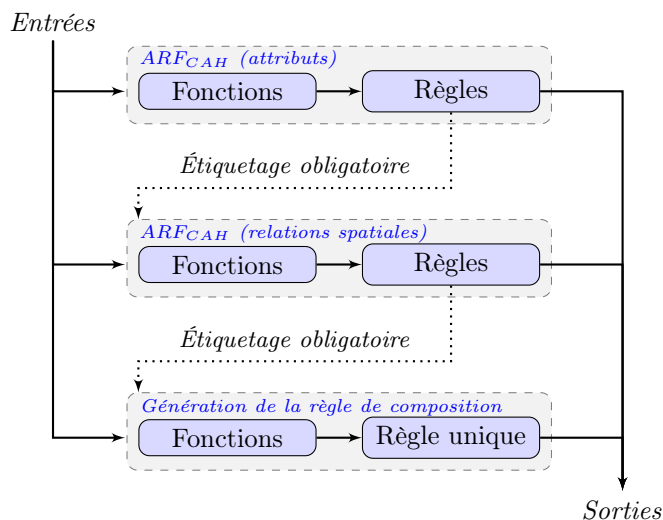 Entrées
ARF_CAH (attributs)
Fonctions
Règles
Étiquetage obligatoire
ARF_CAH (relations spatiales)
Fonctions
Règles
Étiquetage obligatoire
Génération de la règle de composition
Fonctions
Règle unique
Sorties